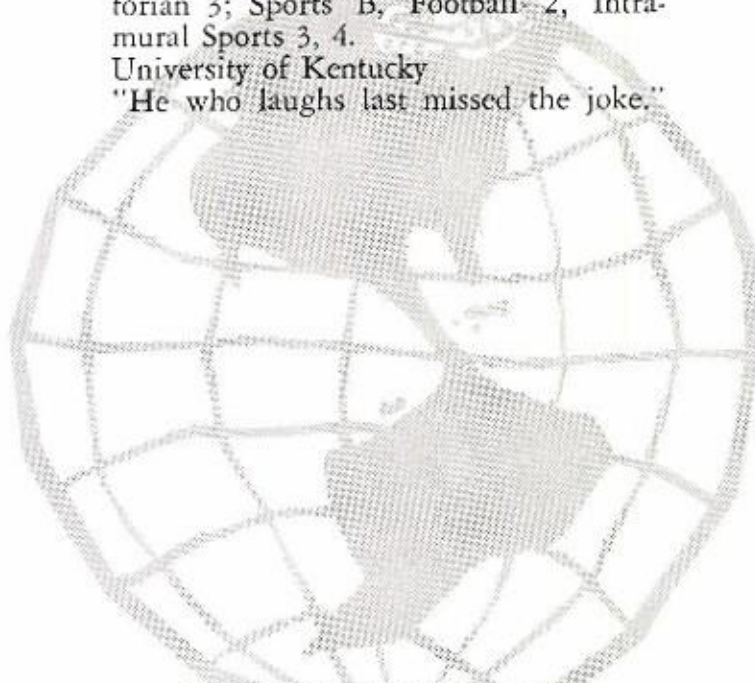 torian 3; Sports B, Football 2, Intra-
mural Sports 3, 4.
University of Kentucky
"He who laughs last missed the joke."